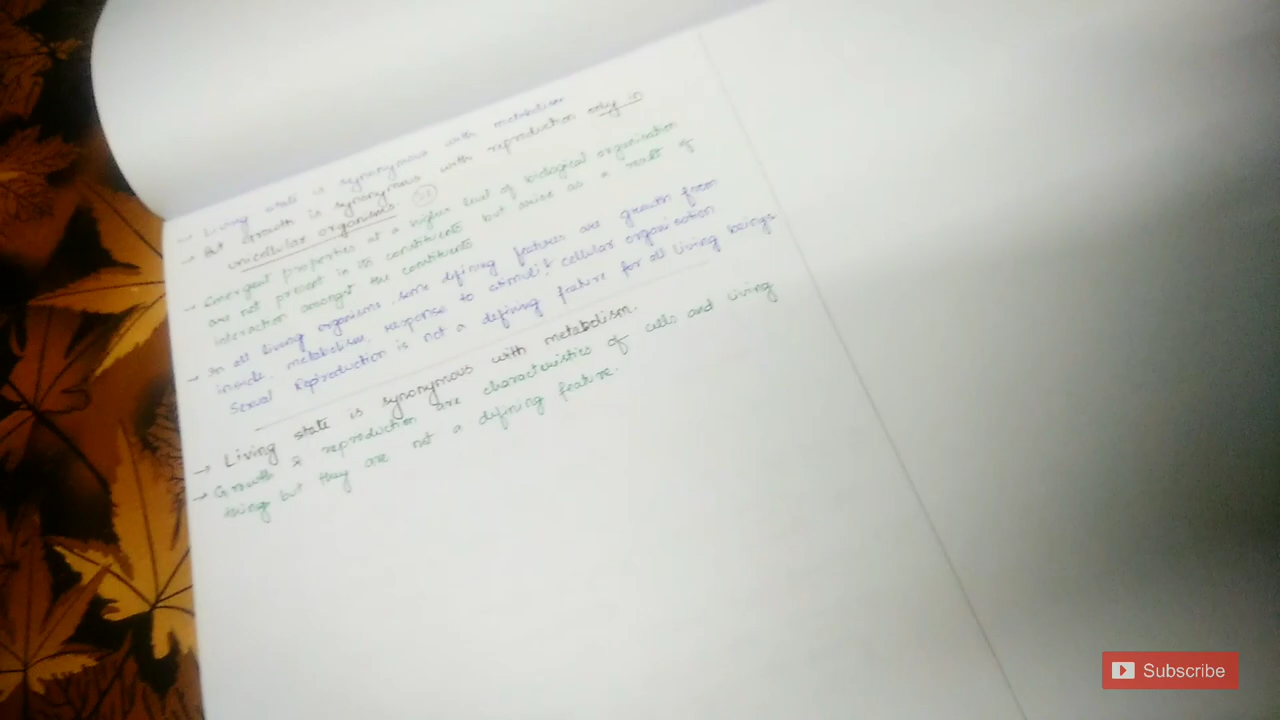 → Living state is synonymous with metabolism
→ But Growth is synonymous with reproduction only in
unicellular organisms.
→ Emergent properties at a higher level of biological organisation
are not present in its constituents but arise as a result of
interaction amongst the constituents
→ In all living organisms, some defining features are growth from
inside, metabolism, response to stimuli & cellular organisation
Sexual Reproduction is not a defining feature for all living beings
→ Living state is synonymous with metabolism.
→ Growth & reproduction are characteristics of cells and living
things but they are not a defining feature.
Subscribe